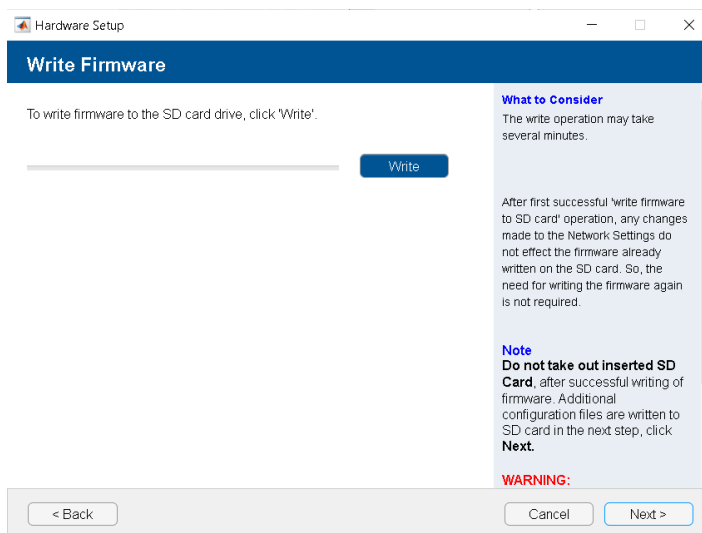 Hardware Setup
Write Firmware
To write firmware to the SD card drive, click 'Write'.
Write
What to Consider
The write operation may take
several minutes.
After first successful 'write firmware
to SD card' operation, any changes
made to the Network Settings do
not effect the firmware already
written on the SD card. So, the
need for writing the firmware again
is not required.
Note
Do not take out inserted SD
Card, after successful writing of
firmware. Additional
configuration files are written to
SD card in the next step, click
Next.
WARNING:
< Back
Cancel
Next >